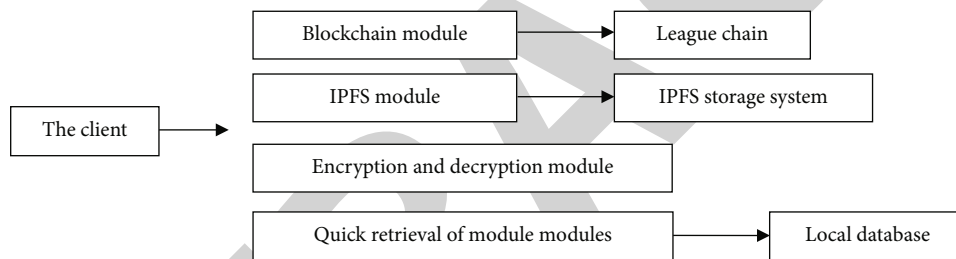 Blockchain module
League chain
IPFS module
IPFS storage system
The client
Encryption and decryption module
Quick retrieval of module modules
Local database